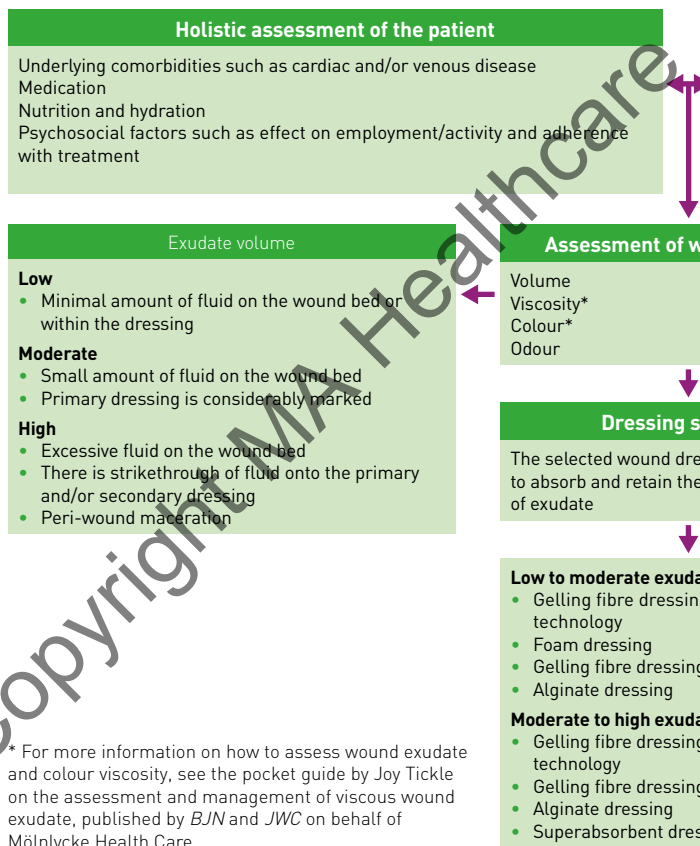 Holistic assessment of the patient
Underlying comorbidities such as cardiac and/or venous disease
Medication
Nutrition and hydration
Psychosocial factors such as effect on employment/activity and adherence
with treatment
Exudate volume
Low
• Minimal amount of fluid on the wound bed or
within the dressing
Moderate
• Small amount of fluid on the wound bed
• Primary dressing is considerably marked
High
• Excessive fluid on the wound bed
• There is strikethrough of fluid onto the primary
and/or secondary dressing
• Peri-wound maceration
* For more information on how to assess wound exudate
and colour viscosity, see the pocket guide by Joy Tickle
on the assessment and management of viscous wound
exudate, published by BJN and JWC on behalf of
Mölnlycke Health Care
Assessment of w
Volume
Viscosity*
Colour*
Odour
Dressing s
The selected wound dre
to absorb and retain the
of exudate
Low to moderate exuda
• Gelling fibre dressin
technology
• Foam dressing
• Gelling fibre dressing
• Alginate dressing
Moderate to high exuda
• Gelling fibre dressing
technology
• Gelling fibre dressing
• Alginate dressing
• Superabsorbent dres
opyright MA Healthcare